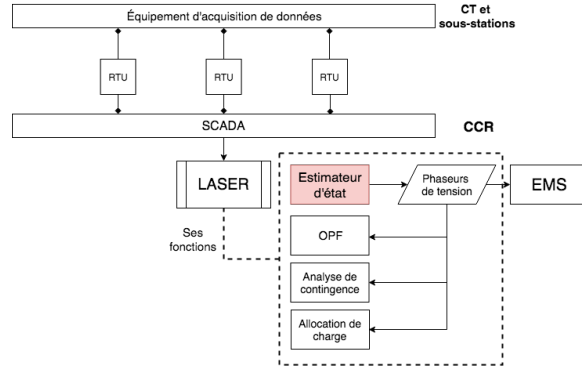 Équipement d'acquisition de données
CT et
sous-stations
RTU
RTU
RTU
SCADA
CCR
LASER
Estimateur
d'état
Phaseurs
de tension
EMS
Ses
fonctions
OPF
Analyse de
contingence
Allocation de
charge